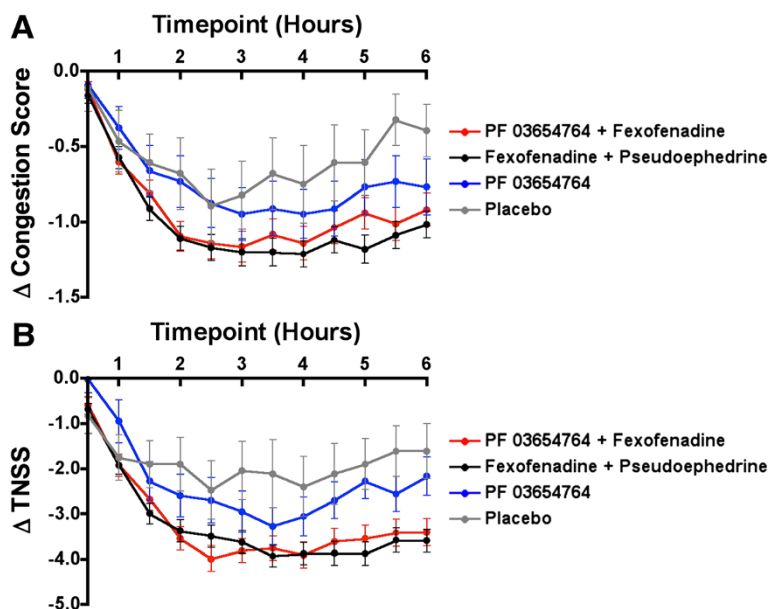 A
Timepoint (Hours)
1 2 3 4 5 6
0.0
-0.5
-1.0
-1.5
Δ Congestion Score
PF 03654764 + Fexofenadine
Fexofenadine + Pseudoephedrine
PF 03654764
Placebo
B
Timepoint (Hours)
1 2 3 4 5 6
0.0
-1.0
-2.0
-3.0
-4.0
-5.0
Δ TNSS
PF 03654764 + Fexofenadine
Fexofenadine + Pseudoephedrine
PF 03654764
Placebo